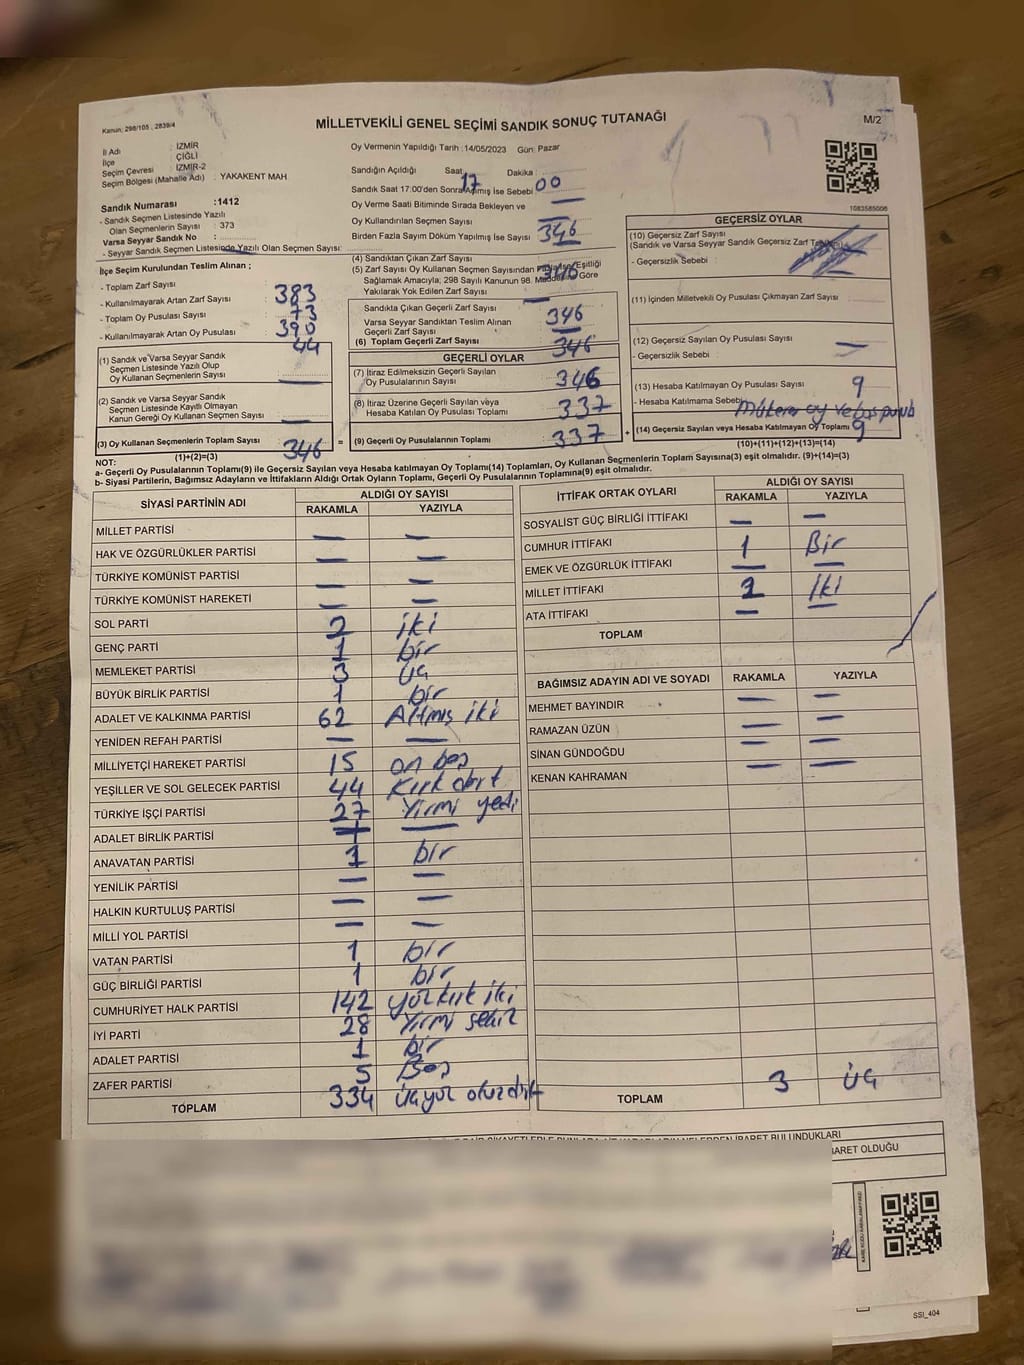 Kanun; 298/105 , 2839/4
MİLLETVEKİLİ GENEL SEÇİMİ SANDIK SONUÇ TUTANAĞI
M/2
İl Adı : İZMİR
İlçe : ÇİĞLİ
Seçim Çevresi : İZMİR-2
Seçim Bölgesi (Mahalle Adı) : YAKAKENT MAH
Sandık Numarası :1412
- Sandık Seçmen Listesinde Yazılı
Olan Seçmenlerin Sayısı : 373
Varsa Seyyar Sandık No :
- Seyyar Sandık Seçmen Listesinde Yazılı Olan Seçmen Sayısı:
İlçe Seçim Kurulundan Teslim Alınan ;
- Toplam Zarf Sayısı : 383
- Kullanılmayarak Artan Zarf Sayısı : 73
- Toplam Oy Pusulası Sayısı : 390
- Kullanılmayarak Artan Oy Pusulası : 44
(1) Sandık ve Varsa Seyyar Sandık
Seçmen Listesinde Yazılı Olup
Oy Kullanan Seçmenlerin Sayısı : —
(2) Sandık ve Varsa Seyyar Sandık
Seçmen Listesinde Kayıtlı Olmayan
Kanun Gereği Oy Kullanan Seçmen Sayısı : —
(3) Oy Kullanan Seçmenlerin Toplam Sayısı 346 =
(1)+(2)=(3)
Oy Vermenin Yapıldığı Tarih :14/05/2023 Gün: Pazar
Sandığın Açıldığı Saat 17 Dakika : 00
Sandık Saat 17:00'den Sonra Açılmış İse Sebebi : —
Oy Verme Saati Bitiminde Sırada Bekleyen ve
Oy Kullandırılan Seçmen Sayısı : —
Birden Fazla Sayım Döküm Yapılmış İse Sayısı : 346
(4) Sandıktan Çıkan Zarf Sayısı : 346
(5) Zarf Sayısı Oy Kullanan Seçmen Sayısından Eşitliği
Sağlamak Amacıyla; 298 Sayılı Kanunun 98. Maddesine Göre
Yakılarak Yok Edilen Zarf Sayısı : —
Sandıkta Çıkan Geçerli Zarf Sayısı : 346
Varsa Seyyar Sandıktan Teslim Alınan
Geçerli Zarf Sayısı : —
(6) Toplam Geçerli Zarf Sayısı : 346
GEÇERLİ OYLAR
(7) İtiraz Edilmeksizin Geçerli Sayılan
Oy Pusulalarının Sayısı : 346
(8) İtiraz Üzerine Geçerli Sayılan veya
Hesaba Katılan Oy Pusulası Toplamı : 337
(9) Geçerli Oy Pusulalarının Toplamı : 337 +
1083585006
GEÇERSİZ OYLAR
(10) Geçersiz Zarf Sayısı
(Sandık ve Varsa Seyyar Sandık Geçersiz Zarf
- Geçersizlik Sebebi :
(11) İçinden Milletvekili Oy Pusulası Çıkmayan Zarf Sayısı :
(12) Geçersiz Sayılan Oy Pusulası Sayısı : —
- Geçersizlik Sebebi :
(13) Hesaba Katılmayan Oy Pusulası Sayısı : 9
- Hesaba Katılmama Sebebi : Mükerer oy ve boş
(14) Geçersiz Sayılan veya Hesaba Katılmayan Oy Toplamı : 9
(10)+(11)+(12)+(13)=(14)
NOT:
a- Geçerli Oy Pusulalarının Toplamı(9) ile Geçersiz Sayılan veya Hesaba katılmayan Oy Toplamı(14) Toplamları, Oy Kullanan Seçmenlerin Toplam Sayısına(3) eşit olmalıdır. (9)+(14)=(3)
b- Siyasi Partilerin, Bağımsız Adayların ve İttifakların Aldığı Ortak Oyların Toplamı, Geçerli Oy Pusulalarının Toplamına(9) eşit olmalıdır.
SİYASİ PARTİNİN ADI ALDIĞI OY SAYISI
RAKAMLA YAZIYLA
MİLLET PARTİSİ — —
HAK VE ÖZGÜRLÜKLER PARTİSİ — —
TÜRKİYE KOMÜNİST PARTİSİ — —
TÜRKİYE KOMÜNİST HAREKETİ — —
SOL PARTİ 2 iki
GENÇ PARTİ 1 bir
MEMLEKET PARTİSİ 3 üç
BÜYÜK BİRLİK PARTİSİ 1 bir
ADALET VE KALKINMA PARTİSİ 62 Altmış iki
YENİDEN REFAH PARTİSİ — —
MİLLİYETÇİ HAREKET PARTİSİ 15 on beş
YEŞİLLER VE SOL GELECEK PARTİSİ 44 Kırk dört
TÜRKİYE İŞÇİ PARTİSİ 27 Yirmi yedi
ADALET BİRLİK PARTİSİ — —
ANAVATAN PARTİSİ 1 bir
YENİLİK PARTİSİ — —
HALKIN KURTULUŞ PARTİSİ — —
MİLLİ YOL PARTİSİ — —
VATAN PARTİSİ 1 bir
GÜÇ BİRLİĞİ PARTİSİ 1 bir
CUMHURİYET HALK PARTİSİ 142 yüz kırk iki
İYİ PARTİ 28 Yirmi sekiz
ADALET PARTİSİ 1 bir
ZAFER PARTİSİ 5 Beş
TOPLAM 334 üçyüz otuzdört
İTTİFAK ORTAK OYLARI ALDIĞI OY SAYISI
RAKAMLA YAZIYLA
SOSYALİST GÜÇ BİRLİĞİ İTTİFAKI — —
CUMHUR İTTİFAKI 1 Bir
EMEK VE ÖZGÜRLÜK İTTİFAKI — —
MİLLET İTTİFAKI 2 İki
ATA İTTİFAKI — —
TOPLAM
BAĞIMSIZ ADAYIN ADI VE SOYADI RAKAMLA YAZIYLA
MEHMET BAYINDIR — —
RAMAZAN ÜZÜN — —
SİNAN GÜNDOĞDU — —
KENAN KAHRAMAN — —
TOPLAM 3 üç
NELERDEN İBARET BULUNDUKLARI
BARET OLDUĞU
SSİ_404